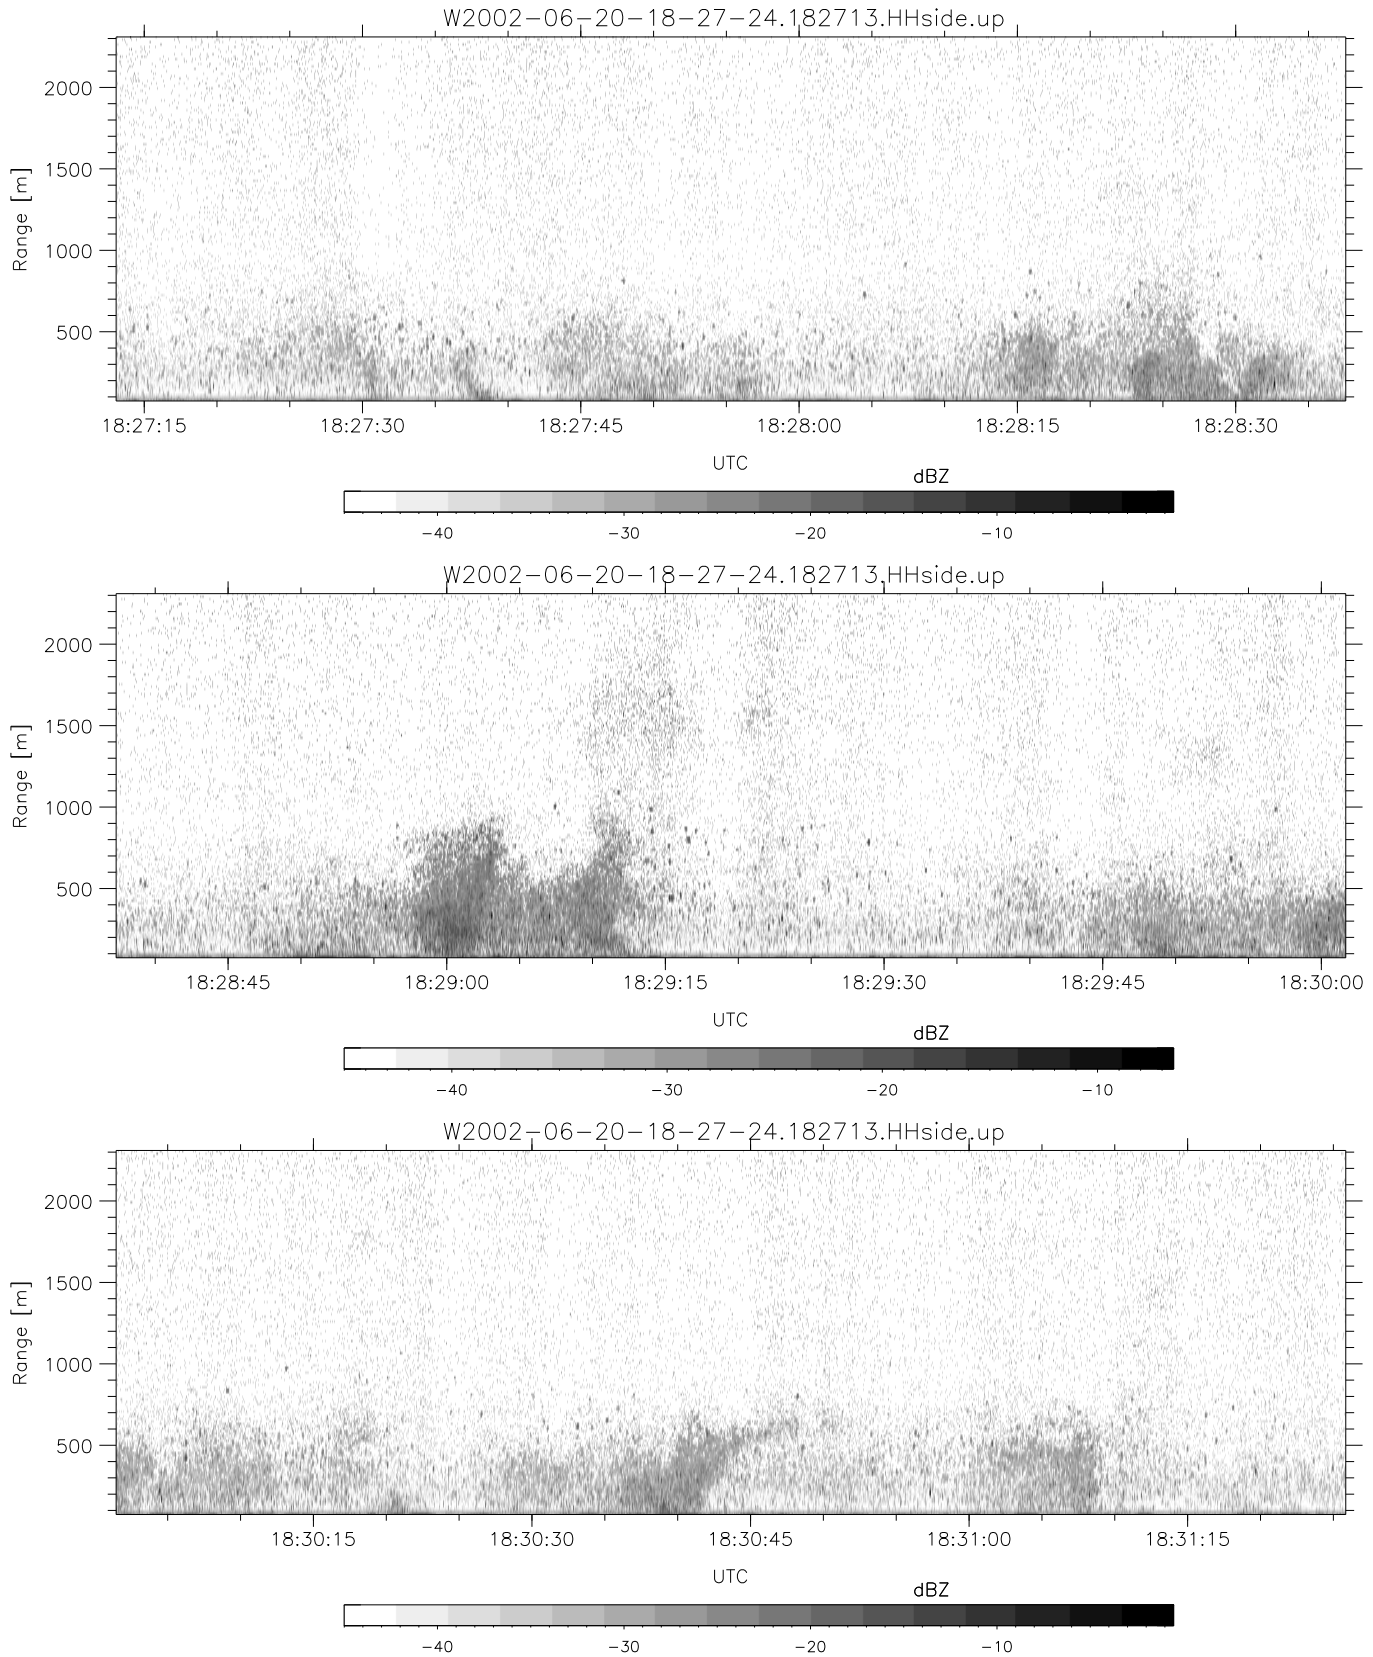 W2002-06-20-18-27-24.182713.HHside.up
2000
1500
1000
500
Range [m]
18:27:15 18:27:30 18:27:45 18:28:00 18:28:15 18:28:30
UTC
dBZ
-40 -30 -20 -10
W2002-06-20-18-27-24.182713.HHside.up
2000
1500
1000
500
Range [m]
18:28:45 18:29:00 18:29:15 18:29:30 18:29:45 18:30:00
UTC
dBZ
-40 -30 -20 -10
W2002-06-20-18-27-24.182713.HHside.up
2000
1500
1000
500
Range [m]
18:30:15 18:30:30 18:30:45 18:31:00 18:31:15
UTC
dBZ
-40 -30 -20 -10